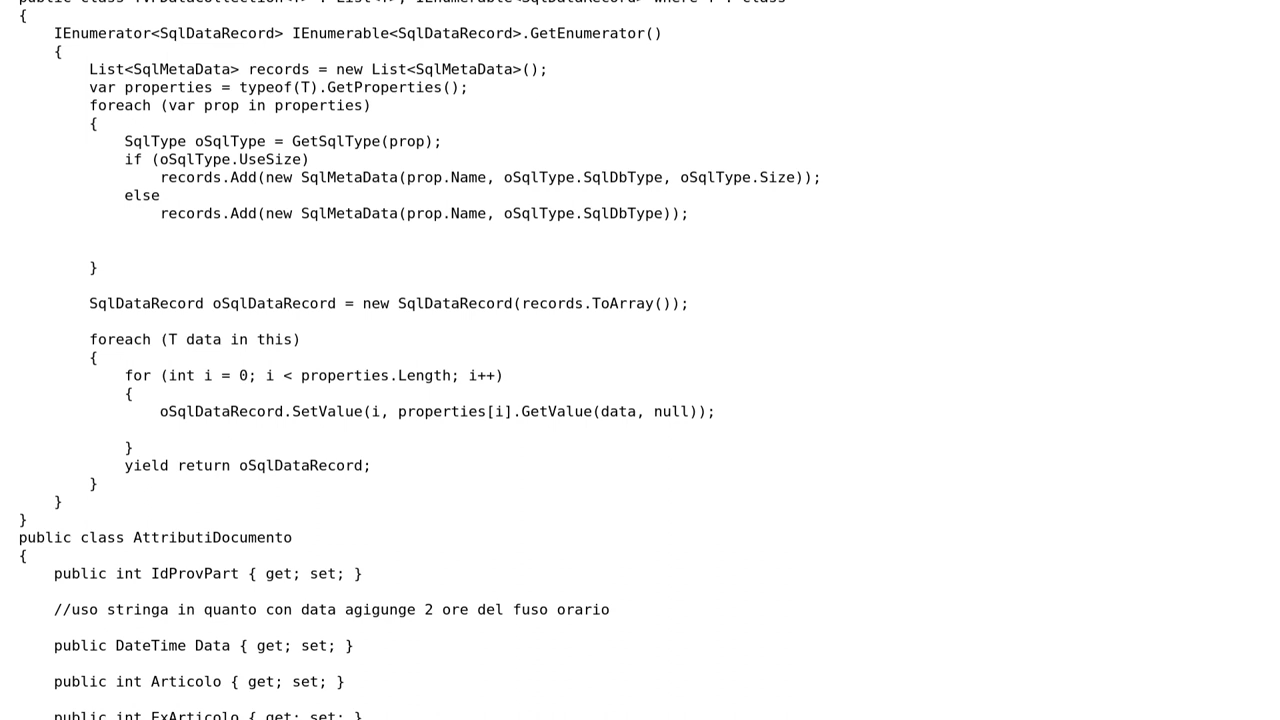 {
IEnumerator<SqlDataRecord> IEnumerable<SqlDataRecord>.GetEnumerator()
{
List<SqlMetaData> records = new List<SqlMetaData>();
var properties = typeof(T).GetProperties();
foreach (var prop in properties)
{
SqlType oSqlType = GetSqlType(prop);
if (oSqlType.UseSize)
records.Add(new SqlMetaData(prop.Name, oSqlType.SqlDbType, oSqlType.Size));
else
records.Add(new SqlMetaData(prop.Name, oSqlType.SqlDbType));
}
SqlDataRecord oSqlDataRecord = new SqlDataRecord(records.ToArray());
foreach (T data in this)
{
for (int i = 0; i < properties.Length; i++)
{
oSqlDataRecord.SetValue(i, properties[i].GetValue(data, null));
}
yield return oSqlDataRecord;
}
}
}
public class AttributiDocumento
{
public int IdProvPart { get; set; }
//uso stringa in quanto con data agigunge 2 ore del fuso orario
public DateTime Data { get; set; }
public int Articolo { get; set; }
public int ExArticolo { get; set; }